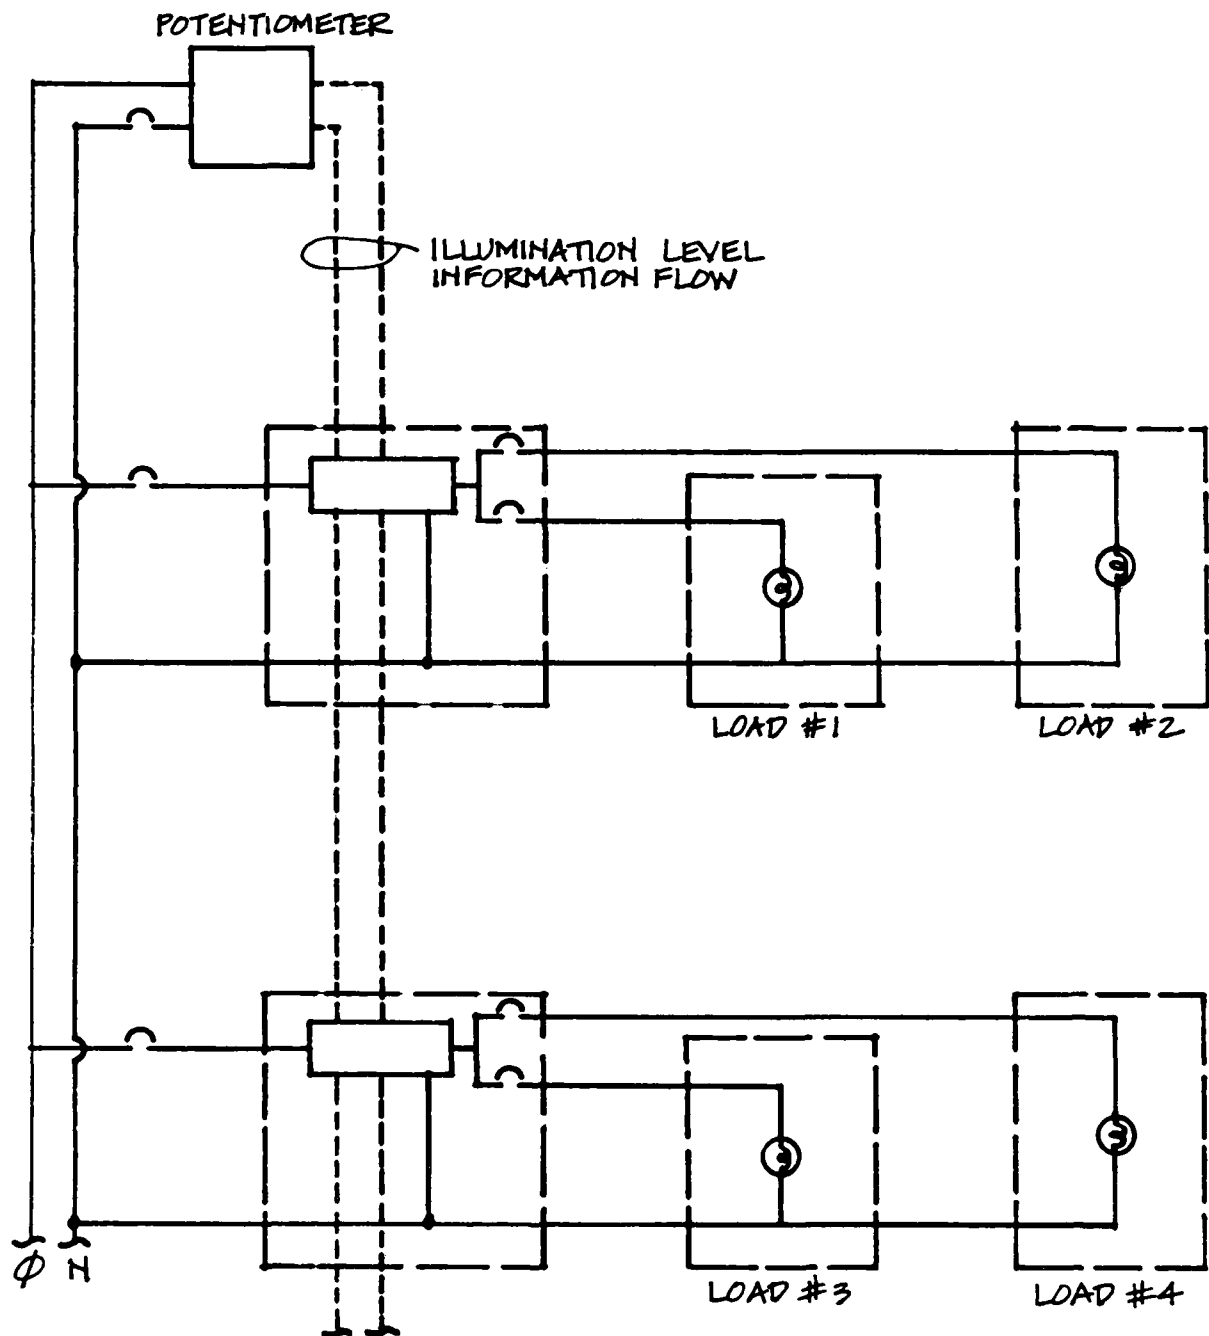 POTENTIOMETER
ILLUMINATION LEVEL
INFORMATION FLOW
LOAD #1
LOAD #2
Ø N
LOAD #3
LOAD #4